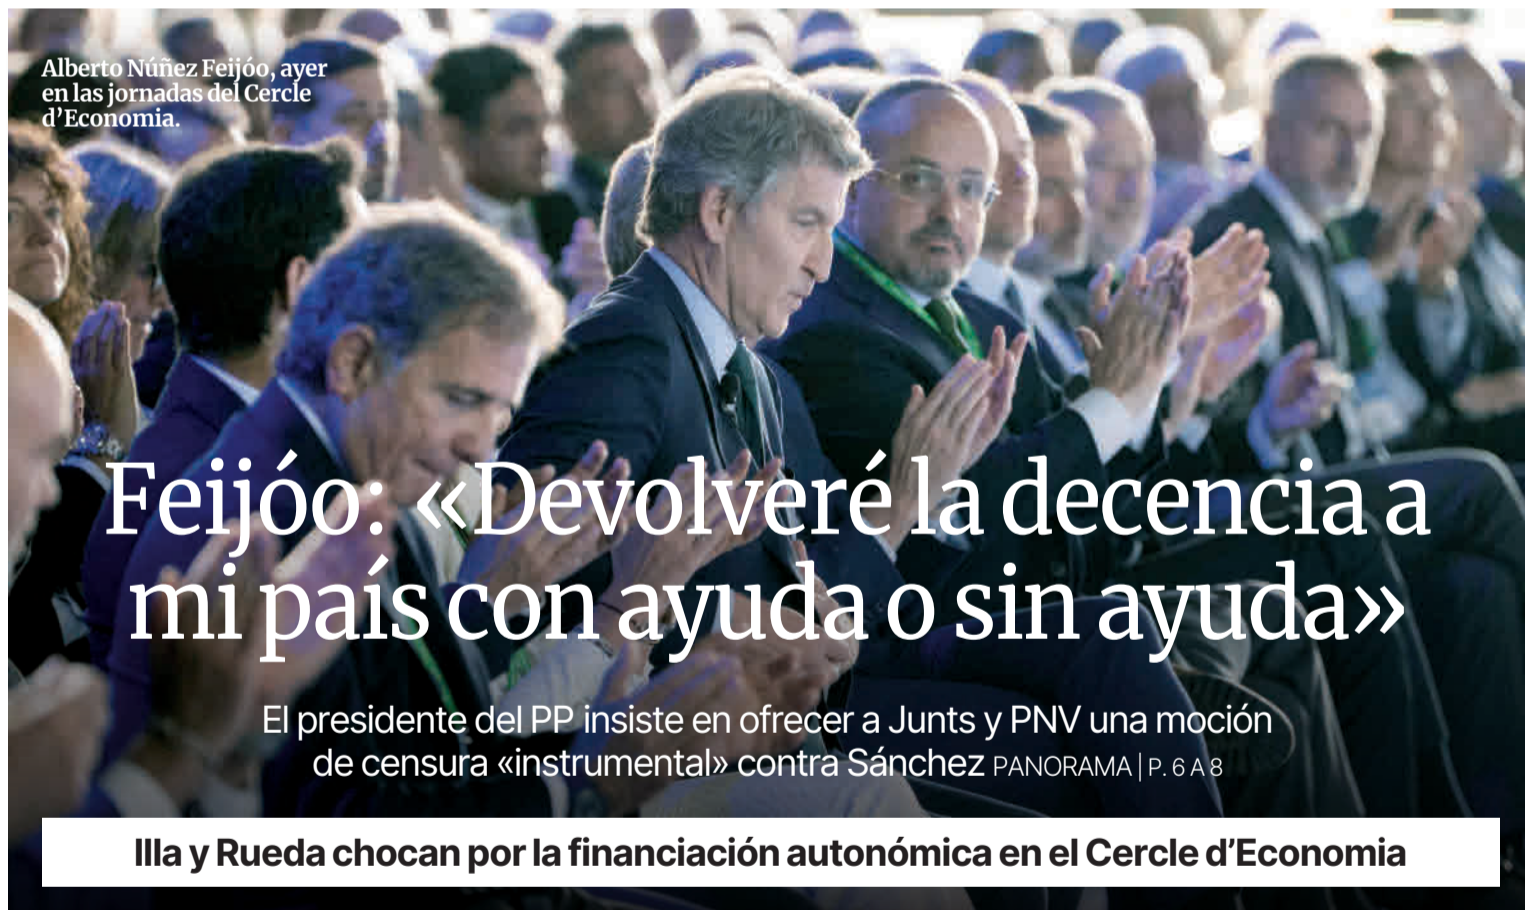 Alberto Núñez Feijóo, ayer
en las jornadas del Cercle
d’Economia.
Feijóo: «Devolveré la decencia a
mi país con ayuda o sin ayuda»
El presidente del PP insiste en ofrecer a Junts y PNV una moción
de censura «instrumental» contra Sánchez PANORAMA | P. 6 A 8
Illa y Rueda chocan por la financiación autonómica en el Cercle d’Economia